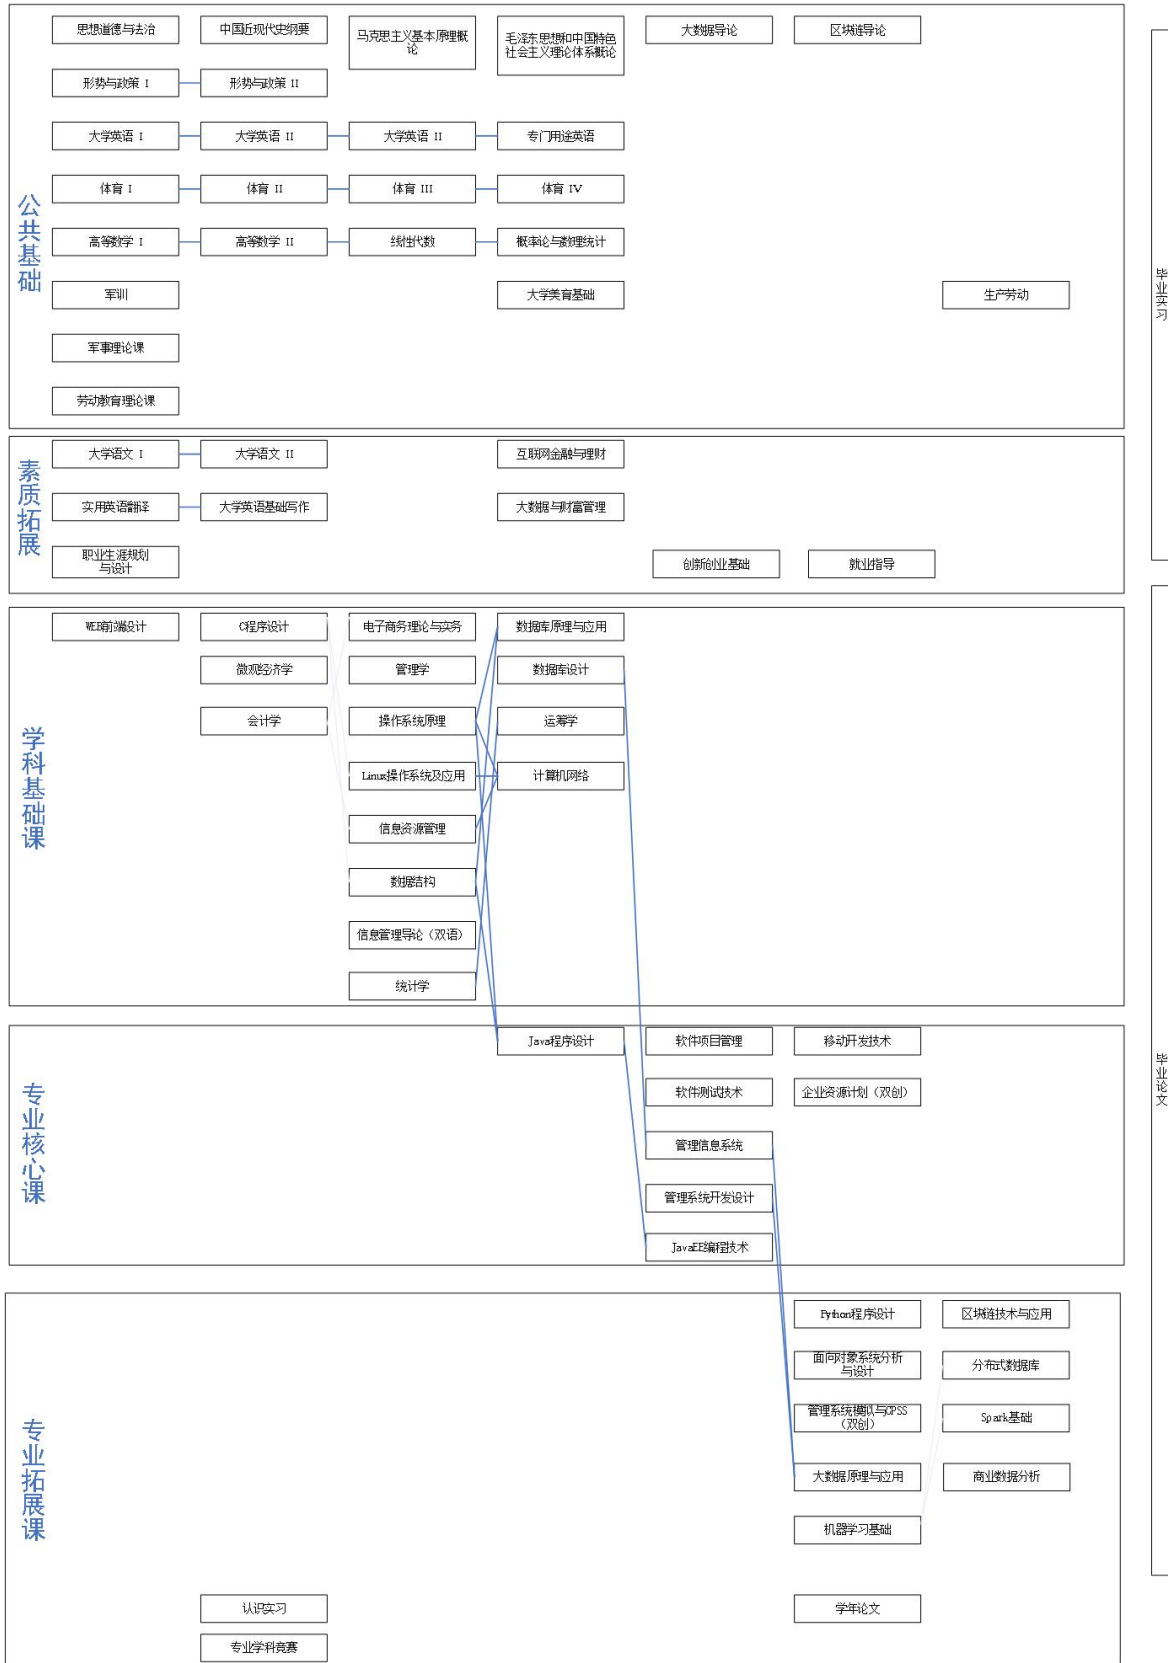 公共基础
思想道德与法治
中国近现代史纲要
马克思主义基本原理概
论
毛泽东思想和中国特色
社会主义理论体系概论
大数据导论
区块链导论
形势与政策 I
形势与政策 II
大学英语 I
大学英语 II
大学英语 II
专门用途英语
体育 I
体育 II
体育 III
体育 IV
高等数学 I
高等数学 II
线性代数
概率论与数理统计
军训
大学美育基础
生产劳动
军事理论课
劳动教育理论课
素质拓展
大学语文 I
大学语文 II
互联网金融与理财
实用英语翻译
大学英语基础写作
大数据与财富管理
职业生涯规划
与设计
创新创业基础
就业指导
学科基础课
WEB前端设计
C程序设计
电子商务理论与实务
数据库原理与应用
微观经济学
管理学
数据库设计
会计学
操作系统原理
运筹学
Linux操作系统及应用
计算机网络
信息资源管理
数据结构
信息管理导论（双语）
统计学
专业核心课
Java程序设计
软件项目管理
移动开发技术
软件测试技术
企业资源计划（双创）
管理信息系统
管理系统开发设计
JavaEE编程技术
专业拓展课
Python程序设计
区块链技术与应用
面向对象系统分析
与设计
分布式数据库
管理系统模拟与GPSS
（双创）
Spark基础
大数据原理与应用
商业数据分析
机器学习基础
认识实习
学年论文
专业学科竞赛
毕业实习
毕业论文